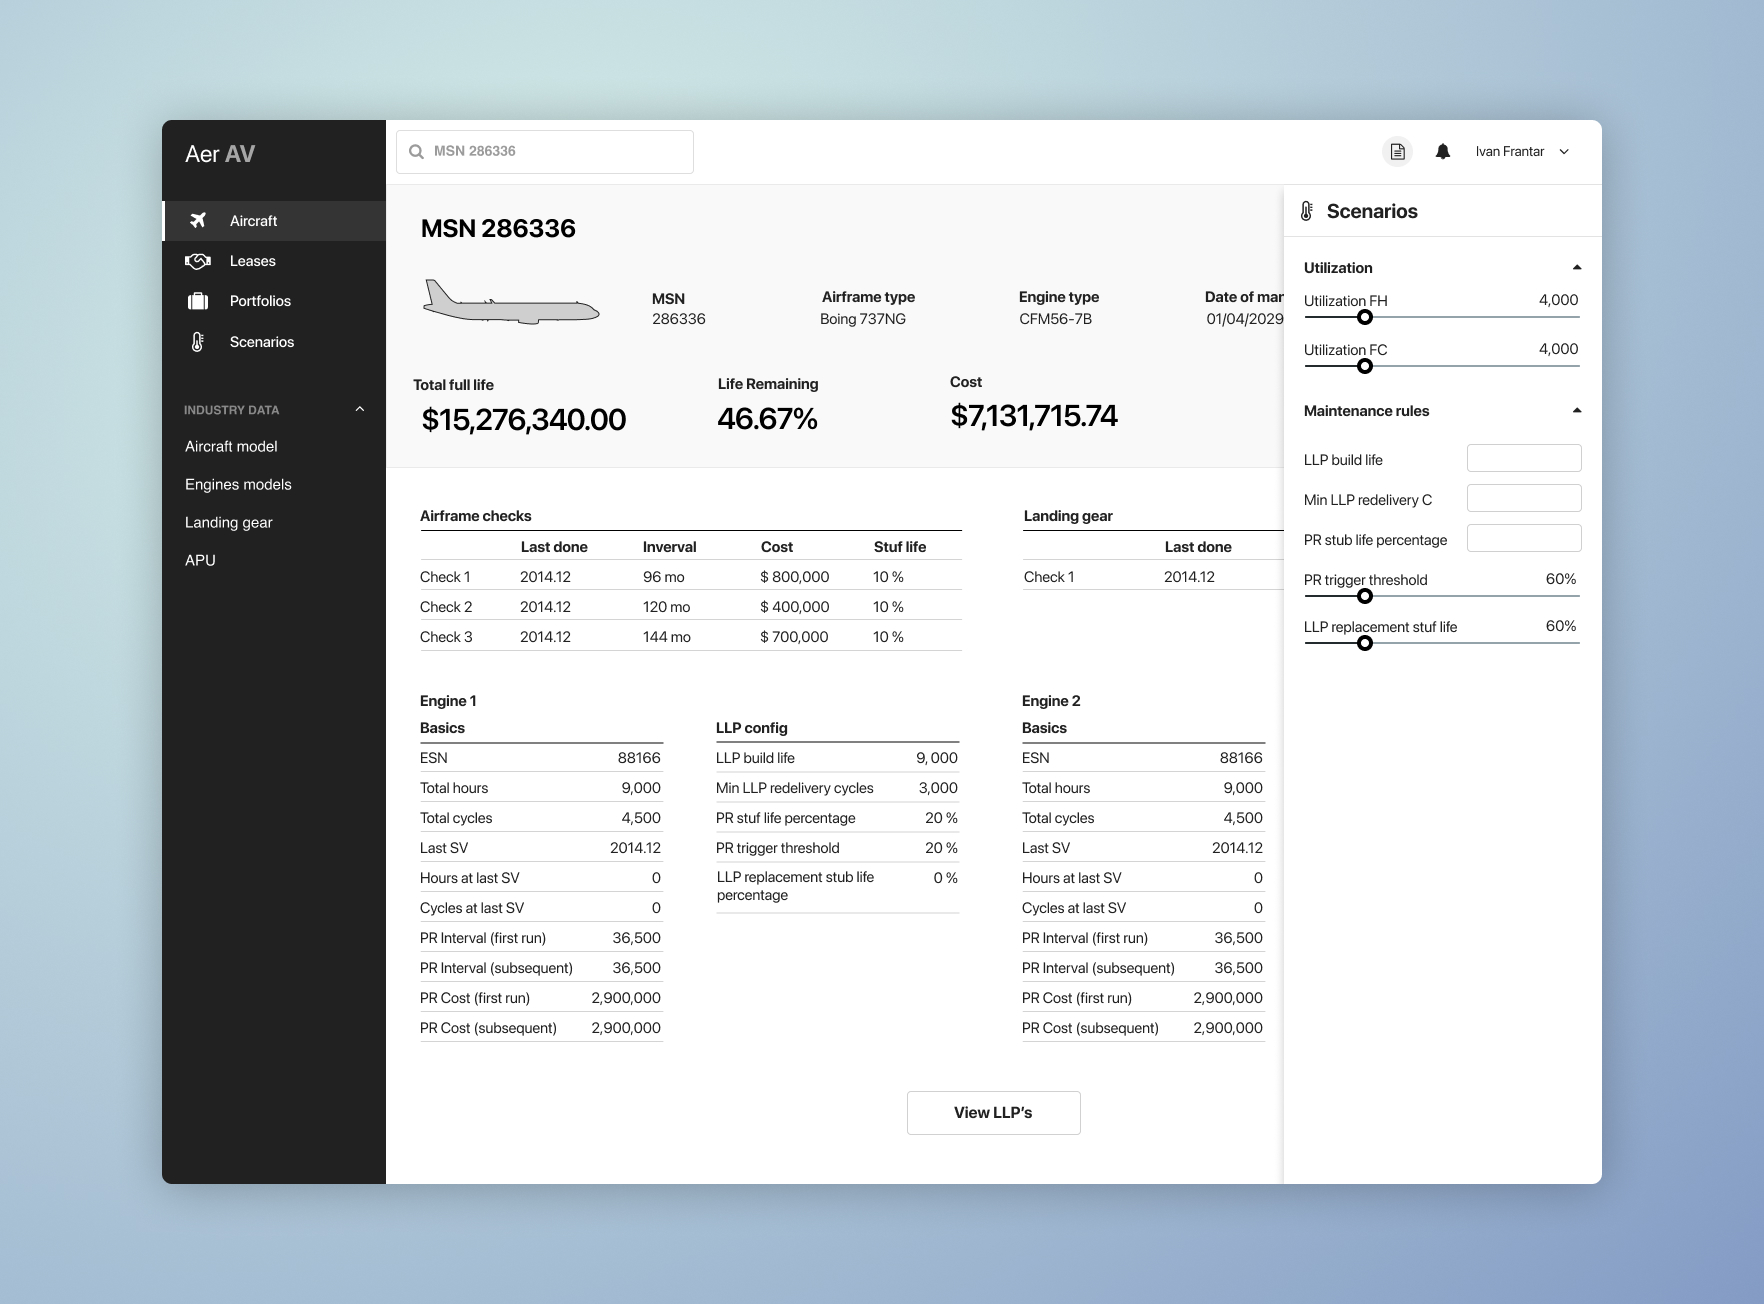 Aer AV
MSN 286336
Ivan Frantar
Aircraft
Leases
Portfolios
Scenarios
INDUSTRY DATA
Aircraft model
Engines models
Landing gear
APU
MSN 286336
MSN
286336
Airframe type
Boing 737NG
Engine type
CFM56-7B
Date of mar
01/04/2029
Total full life
$15,276,340.00
Life Remaining
46.67%
Cost
$7,131,715.74
Airframe checks
Last done Inverval Cost Stuf life
Check 1 2014.12 96 mo $ 800,000 10 %
Check 2 2014.12 120 mo $ 400,000 10 %
Check 3 2014.12 144 mo $ 700,000 10 %
Landing gear
Last done
Check 1 2014.12
Engine 1
Basics
ESN 88166
Total hours 9,000
Total cycles 4,500
Last SV 2014.12
Hours at last SV 0
Cycles at last SV 0
PR Interval (first run) 36,500
PR Interval (subsequent) 36,500
PR Cost (first run) 2,900,000
PR Cost (subsequent) 2,900,000
LLP config
LLP build life 9,000
Min LLP redelivery cycles 3,000
PR stuf life percentage 20 %
PR trigger threshold 20 %
LLP replacement stub life 0 %
percentage
Engine 2
Basics
ESN 88166
Total hours 9,000
Total cycles 4,500
Last SV 2014.12
Hours at last SV 0
Cycles at last SV 0
PR Interval (first run) 36,500
PR Interval (subsequent) 36,500
PR Cost (first run) 2,900,000
PR Cost (subsequent) 2,900,000
View LLP's
Scenarios
Utilization
Utilization FH 4,000
Utilization FC 4,000
Maintenance rules
LLP build life
Min LLP redelivery C
PR stub life percentage
PR trigger threshold 60%
LLP replacement stuf life 60%